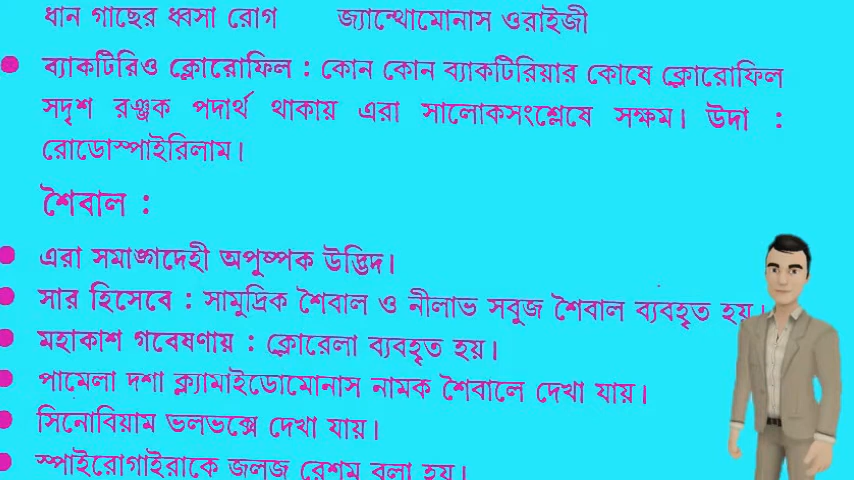 ধান গাছের ধ্বসা রোগ জ্যান্থোমোনাস ওরাইজী
ব্যাকটিরিও ক্লোরোফিল : কোন কোন ব্যাকটিরিয়ার কোষে ক্লোরোফিল
সদৃশ রঞ্জক পদার্থ থাকায় এরা সালোকসংশ্লেষে সক্ষম। উদা :
রোডোস্পাইরিলাম।
শৈবাল :
এরা সমাঙ্গদেহী অপুষ্পক উদ্ভিদ।
সার হিসেবে : সামুদ্রিক শৈবাল ও নীলাভ সবুজ শৈবাল ব্যবহৃত হয়।
মহাকাশ গবেষণায় : ক্লোরেলা ব্যবহৃত হয়।
পামেলা দশা ক্ল্যামাইডোমোনাস নামক শৈবালে দেখা যায়।
সিনোবিয়াম ভলভক্সে দেখা যায়।
স্পাইরোগাইরাকে জলজ রেশম বলা হয়।